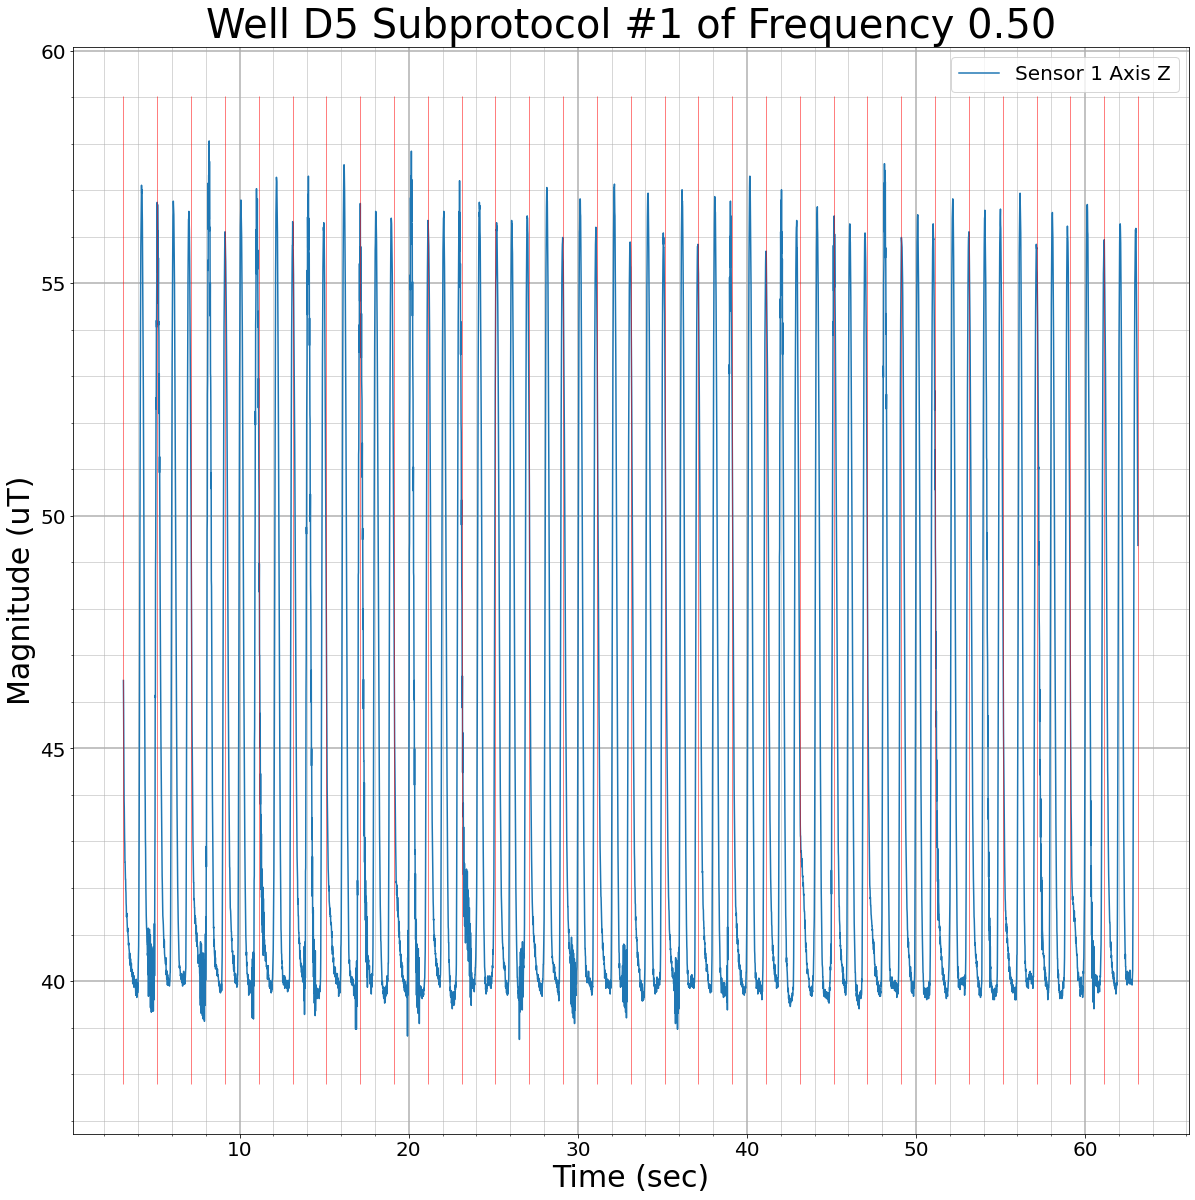 Well D5 Subprotocol #1 of Frequency 0.50
Sensor 1 Axis Z
60
55
50
45
40
Magnitude (uT)
10 20 30 40 50 60
Time (sec)